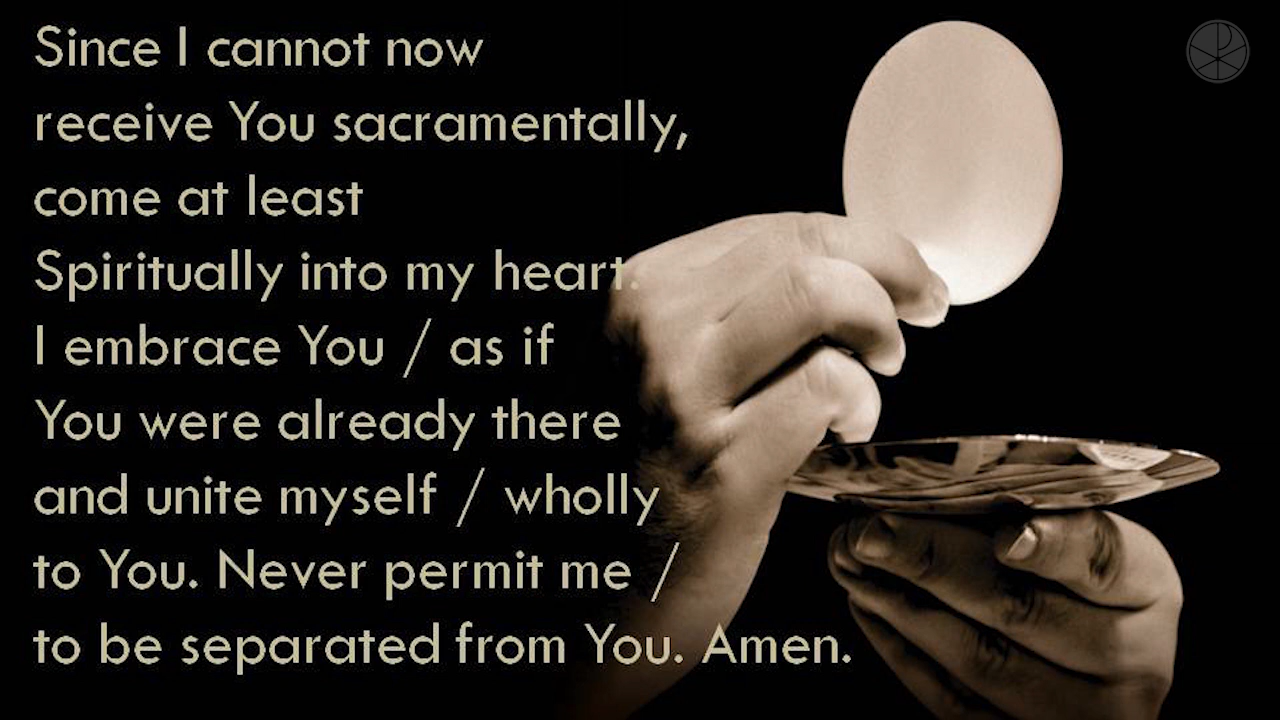 Since I cannot now
receive You sacramentally,
come at least
Spiritually into my heart.
I embrace You / as if
You were already there
and unite myself / wholly
to You. Never permit me /
to be separated from You. Amen.